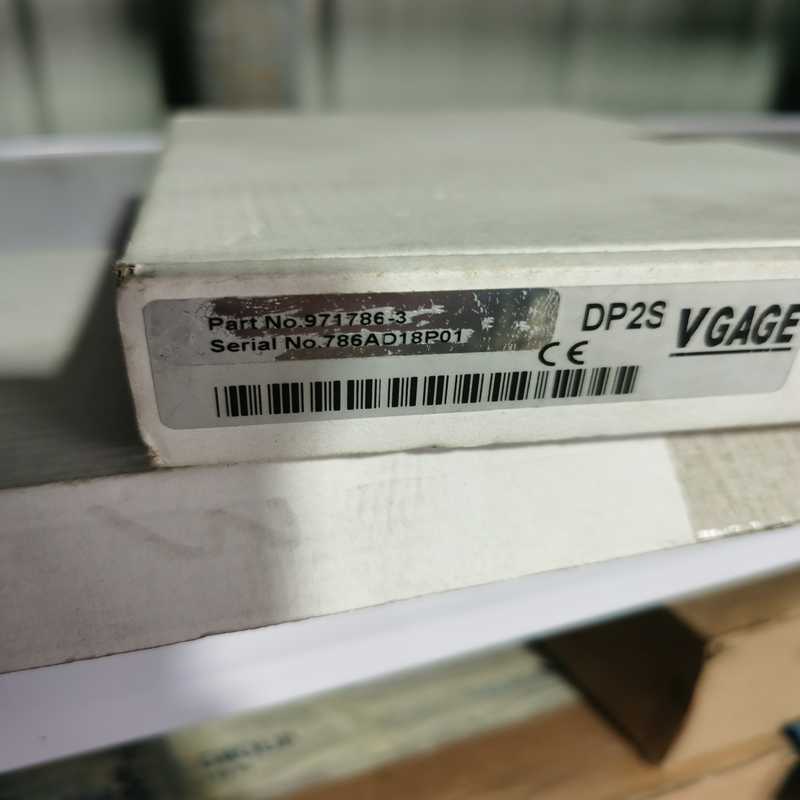 Part No.971786-3
Serial No.786AD18P01
DP2S
VGAGE
CE